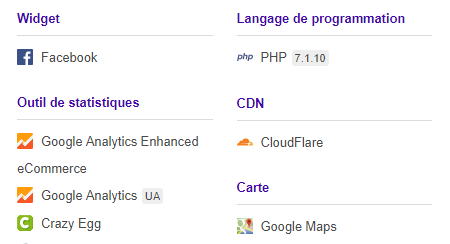 Widget
Facebook
Outil de statistiques
Google Analytics Enhanced
eCommerce
Google Analytics UA
Crazy Egg
Langage de programmation
php PHP 7.1.10
CDN
CloudFlare
Carte
Google Maps